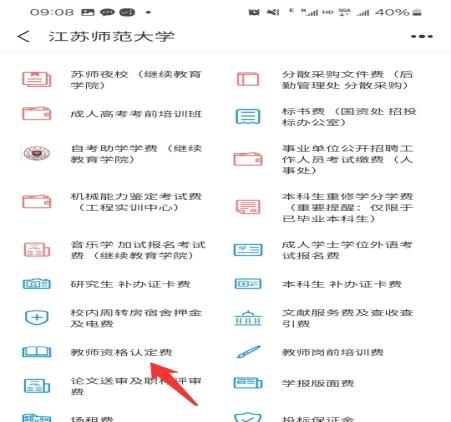 09:08
HD 5GA 40%
江苏师范大学
苏师夜校（继续教育
学院）
分散采购文件费（后
勤管理处 分散采购）
成人高考考前培训班
标书费（国资处 招投
标办公室）
自考助学学费（继续
教育学院）
事业单位公开招聘工
作人员考试缴费（人
事处）
机械能力鉴定考试费
（工程实训中心）
本科生重修学分学费
（重要提醒：仅限于
已毕业本科生）
音乐学 加试报名考试
费（继续教育学院）
成人学士学位外语考
试报名费
研究生 补办证卡费
本科生 补办证卡费
校内周转房宿舍押金
及电费
文献服务费及查收查
引费
教师资格认定费
教师岗前培训费
论文送审及职称评审
费
学报版面费
场租费
投标保证金